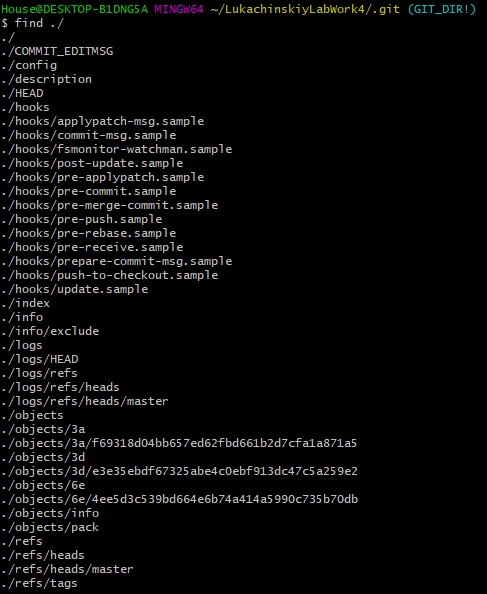 House@DESKTOP-B1DNG5A MINGW64 ~/LukachinskiyLabWork4/.git (GIT_DIR!)
$ find ./
./
./COMMIT_EDITMSG
./config
./description
./HEAD
./hooks
./hooks/applypatch-msg.sample
./hooks/commit-msg.sample
./hooks/fsmonitor-watchman.sample
./hooks/post-update.sample
./hooks/pre-applypatch.sample
./hooks/pre-commit.sample
./hooks/pre-merge-commit.sample
./hooks/pre-push.sample
./hooks/pre-rebase.sample
./hooks/pre-receive.sample
./hooks/prepare-commit-msg.sample
./hooks/push-to-checkout.sample
./hooks/update.sample
./index
./info
./info/exclude
./logs
./logs/HEAD
./logs/refs
./logs/refs/heads
./logs/refs/heads/master
./objects
./objects/3a
./objects/3a/f69318d04bb657ed62fbd661b2d7cfa1a871a5
./objects/3d
./objects/3d/e3e35ebdf67325abe4c0ebf913dc47c5a259e2
./objects/6e
./objects/6e/4ee5d3c539bd664e6b74a414a5990c735b70db
./objects/info
./objects/pack
./refs
./refs/heads
./refs/heads/master
./refs/tags